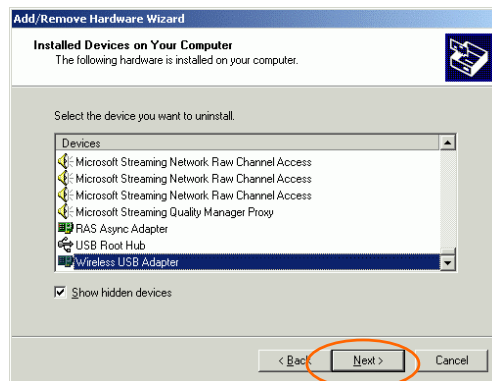 Add/Remove Hardware Wizard
Installed Devices on Your Computer
The following hardware is installed on your computer.
Select the device you want to uninstall.
Devices
Microsoft Streaming Network Raw Channel Access
Microsoft Streaming Network Raw Channel Access
Microsoft Streaming Network Raw Channel Access
Microsoft Streaming Quality Manager Proxy
RAS Async Adapter
USB Root Hub
Wireless USB Adapter
Show hidden devices
< Back Next > Cancel